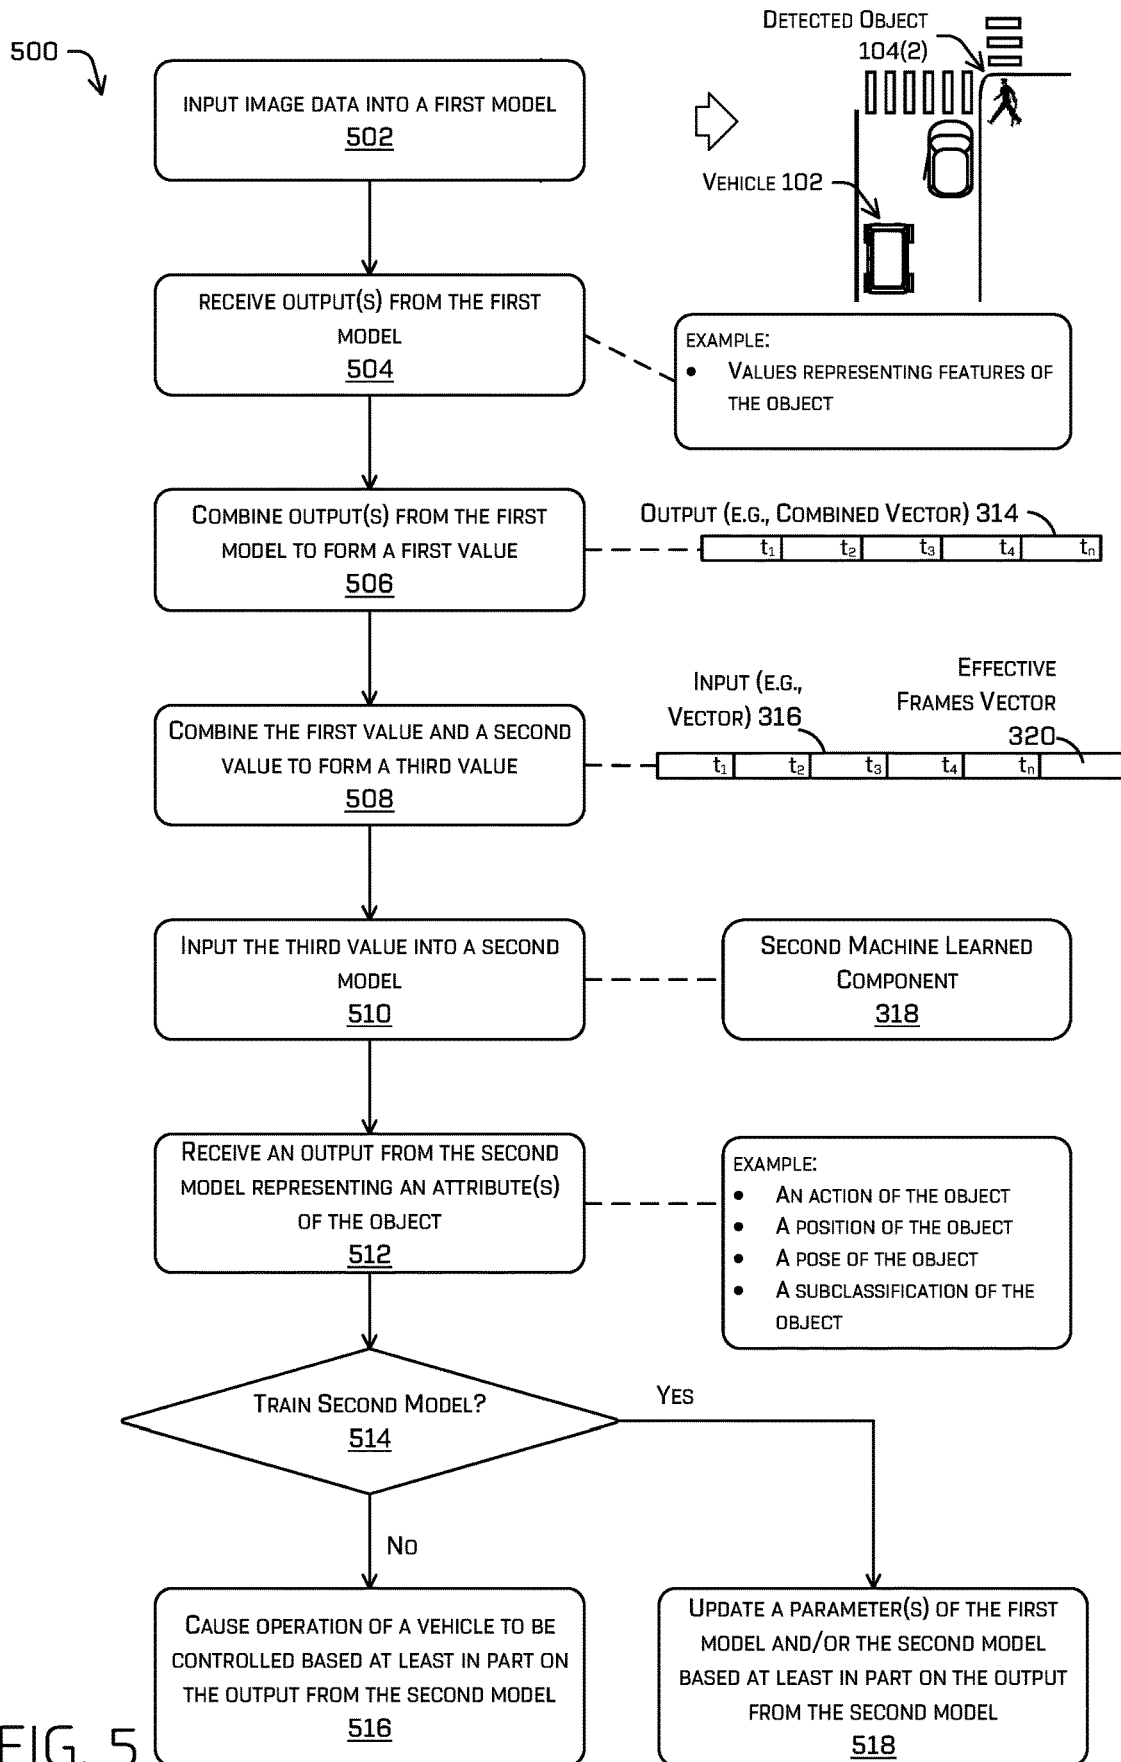 500
INPUT IMAGE DATA INTO A FIRST MODEL
502
DETECTED OBJECT
104(2)
VEHICLE 102
RECEIVE OUTPUT(S) FROM THE FIRST
MODEL
504
EXAMPLE:
• VALUES REPRESENTING FEATURES OF
THE OBJECT
COMBINE OUTPUT(S) FROM THE FIRST
MODEL TO FORM A FIRST VALUE
506
OUTPUT (E.G., COMBINED VECTOR) 314
t₁ t₂ t₃ t₄ tₙ
COMBINE THE FIRST VALUE AND A SECOND
VALUE TO FORM A THIRD VALUE
508
INPUT (E.G.,
VECTOR) 316
EFFECTIVE
FRAMES VECTOR
320
t₁ t₂ t₃ t₄ tₙ
INPUT THE THIRD VALUE INTO A SECOND
MODEL
510
SECOND MACHINE LEARNED
COMPONENT
318
RECEIVE AN OUTPUT FROM THE SECOND
MODEL REPRESENTING AN ATTRIBUTE(S)
OF THE OBJECT
512
EXAMPLE:
• AN ACTION OF THE OBJECT
• A POSITION OF THE OBJECT
• A POSE OF THE OBJECT
• A SUBCLASSIFICATION OF THE
OBJECT
TRAIN SECOND MODEL?
514
YES
NO
CAUSE OPERATION OF A VEHICLE TO BE
CONTROLLED BASED AT LEAST IN PART ON
THE OUTPUT FROM THE SECOND MODEL
516
UPDATE A PARAMETER(S) OF THE FIRST
MODEL AND/OR THE SECOND MODEL
BASED AT LEAST IN PART ON THE OUTPUT
FROM THE SECOND MODEL
518
FIG. 5